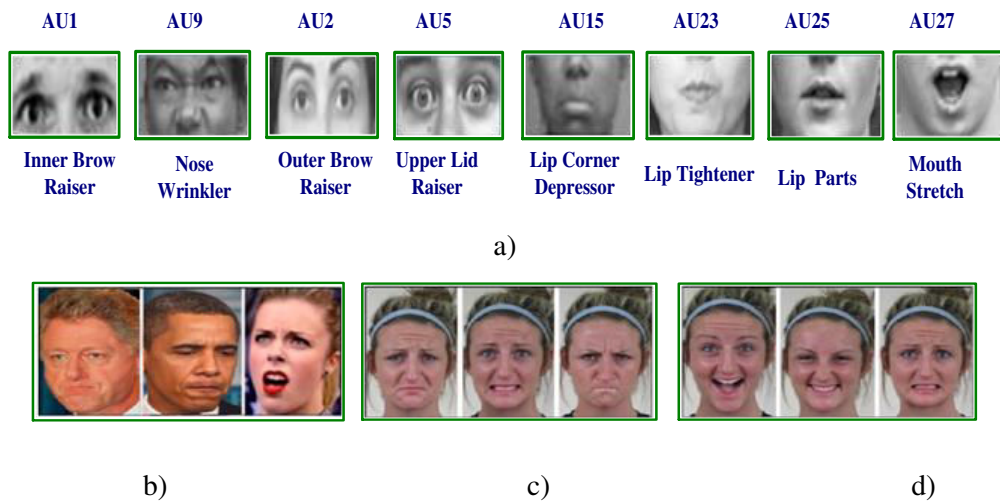 AU1 AU9 AU2 AU5 AU15 AU23 AU25 AU27
Inner Brow Raiser
Nose Wrinkler
Outer Brow Raiser
Upper Lid Raiser
Lip Corner Depressor
Lip Tightener
Lip Parts
Mouth Stretch
a)
b) c) d)